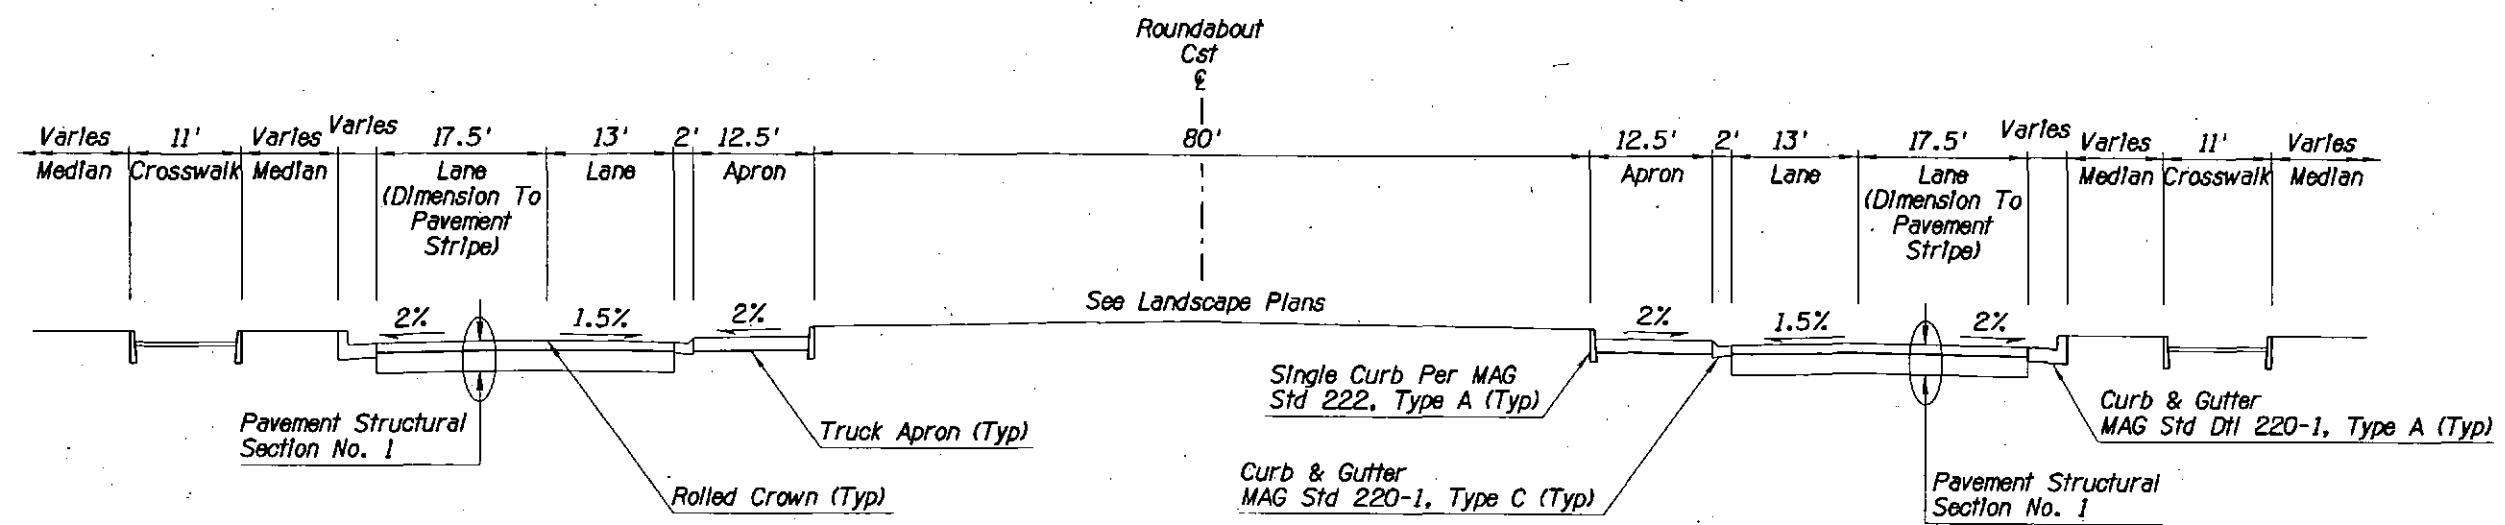 Roundabout
Cst
℄
Varies 11' Varies Varies 17.5' 13' 2' 12.5' 80' 12.5' 2' 13' 17.5' Varies Varies 11' Varies
Median Crosswalk Median Lane Lane Apron Apron Lane Lane Median Crosswalk Median
(Dimension To
Pavement
Stripe)
(Dimension To
Pavement
Stripe)
See Landscape Plans
2% 1.5% 2% 2% 1.5% 2%
Pavement Structural
Section No. 1
Rolled Crown (Typ)
Truck Apron (Typ)
Single Curb Per MAG
Std 222, Type A (Typ)
Curb & Gutter
MAG Std 220-1, Type C (Typ)
Curb & Gutter
MAG Std Dtl 220-1, Type A (Typ)
Pavement Structural
Section No. 1